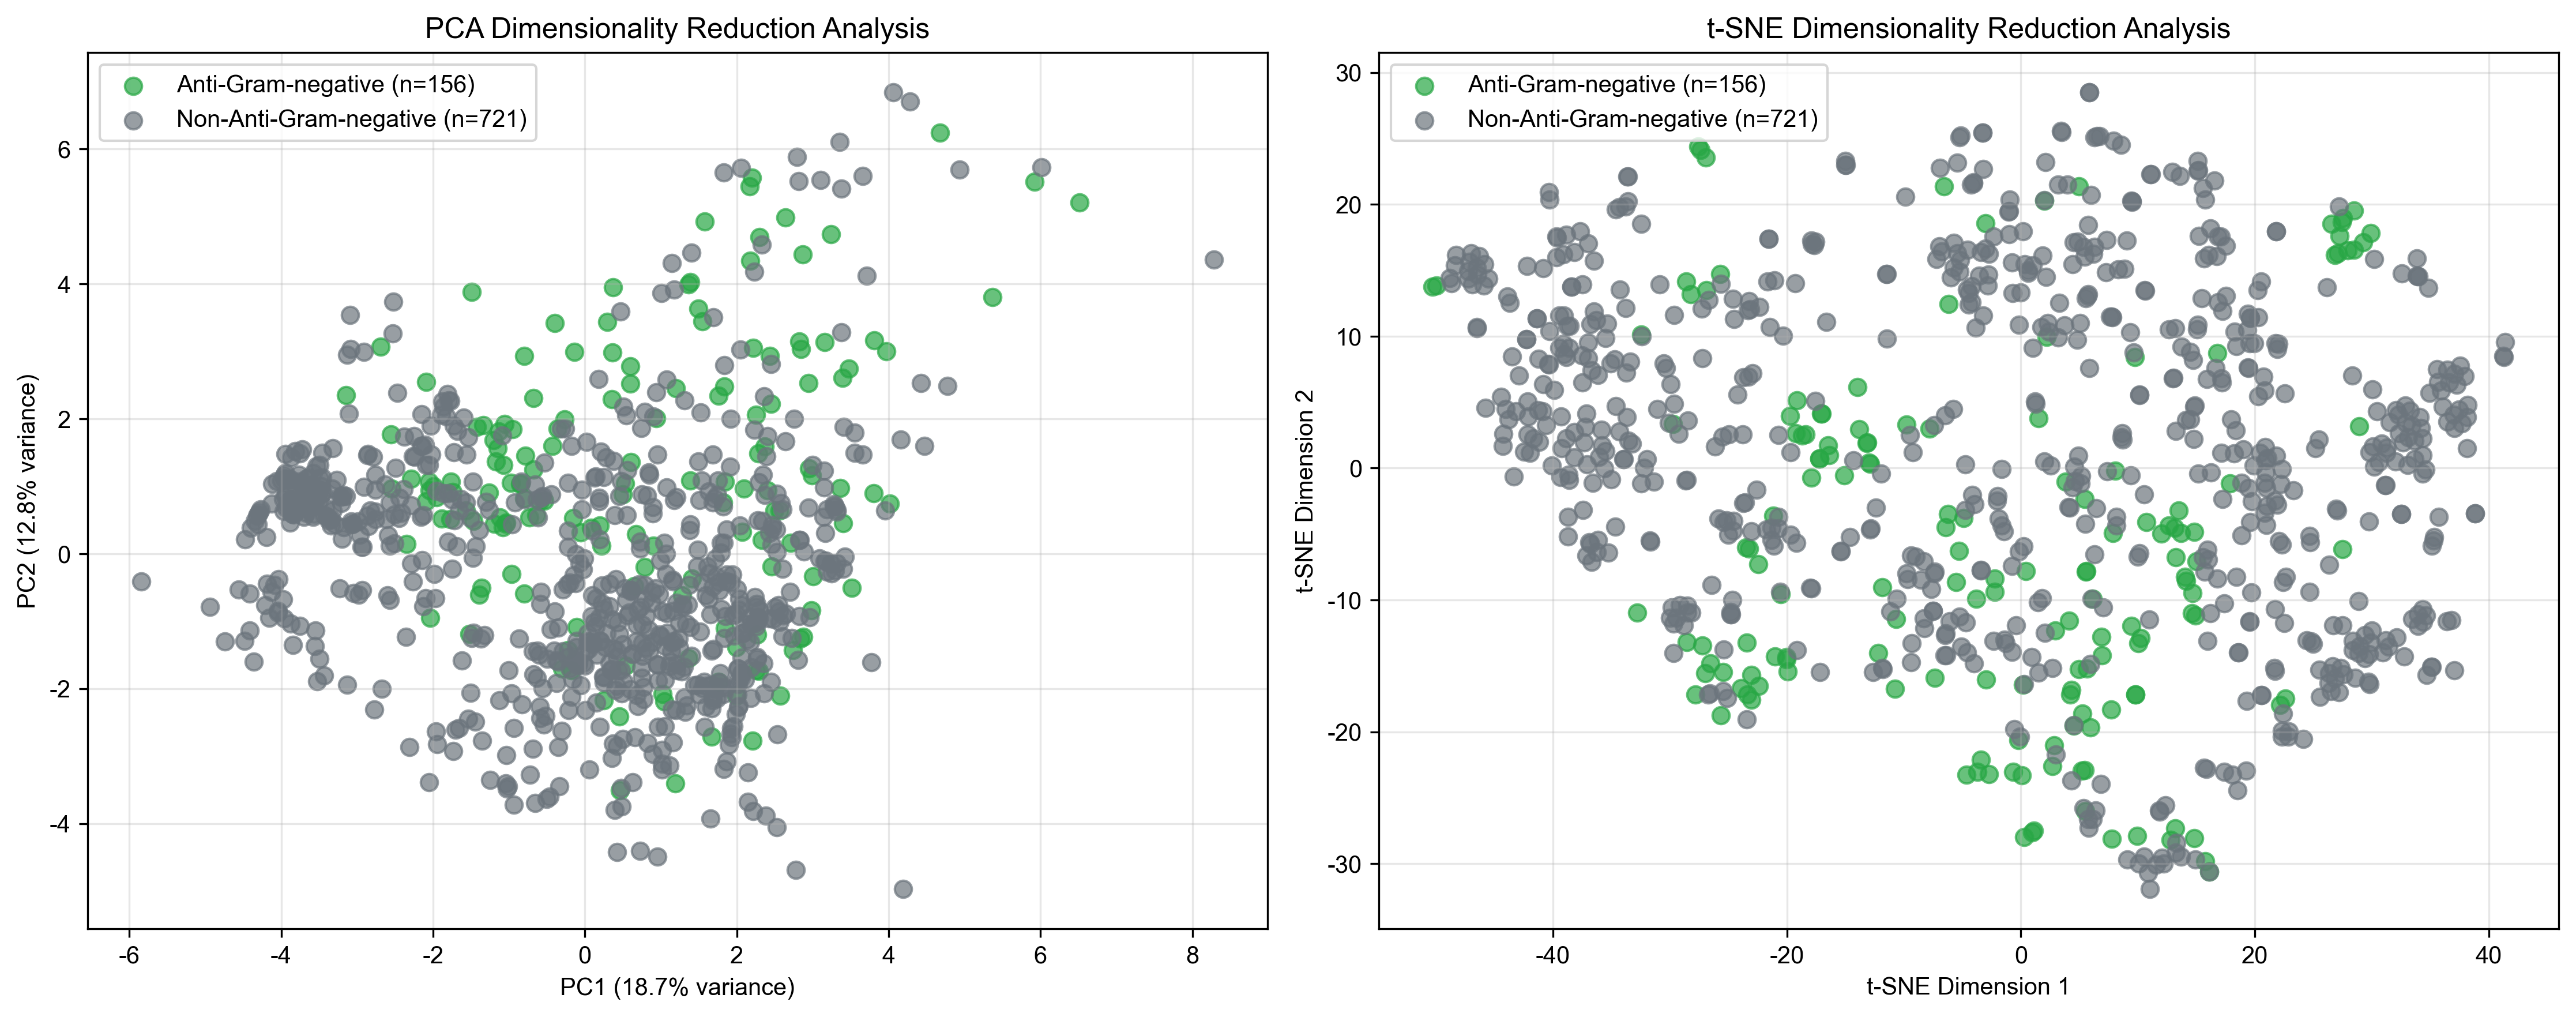 PCA Dimensionality Reduction Analysis
Anti-Gram-negative (n=156)
Non-Anti-Gram-negative (n=721)
6
4
2
0
-2
-4
PC2 (12.8% variance)
-6
-4
-2
0
2
4
6
8
PC1 (18.7% variance)
t-SNE Dimensionality Reduction Analysis
Anti-Gram-negative (n=156)
Non-Anti-Gram-negative (n=721)
30
20
10
0
-10
-20
-30
t-SNE Dimension 2
-40
-20
0
20
40
t-SNE Dimension 1